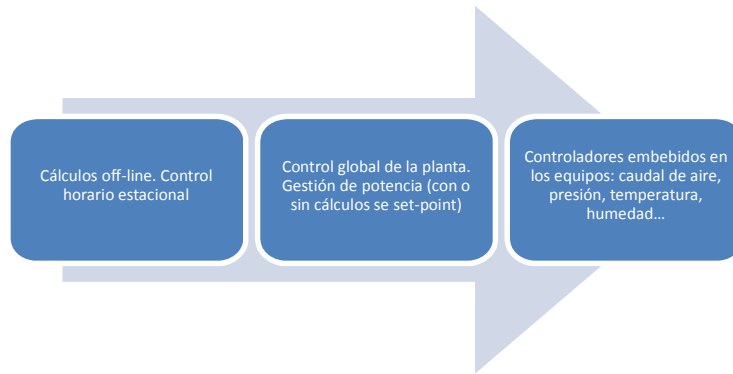 Cálculos off-line. Control
horario estacional
Control global de la planta.
Gestión de potencia (con o
sin cálculos se set-point)
Controladores embebidos en
los equipos: caudal de aire,
presión, temperatura,
humedad...